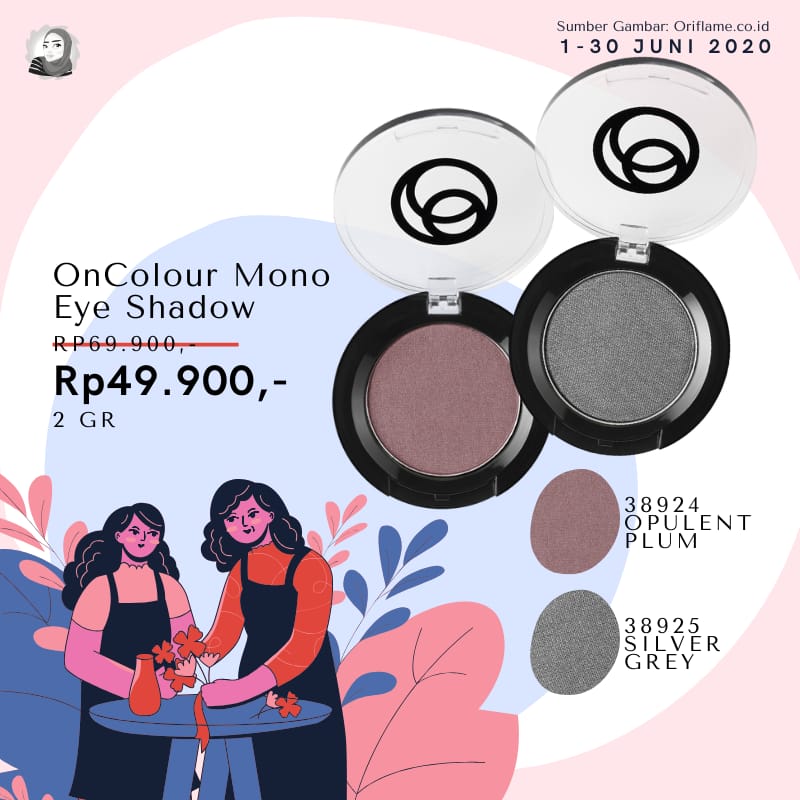 Sumber Gambar: Oriflame.co.id
1-30 JUNI 2020
OnColour Mono
Eye Shadow
RP69.900,-
Rp49.900,-
2 GR
38924
OPULENT
PLUM
38925
SILVER
GREY